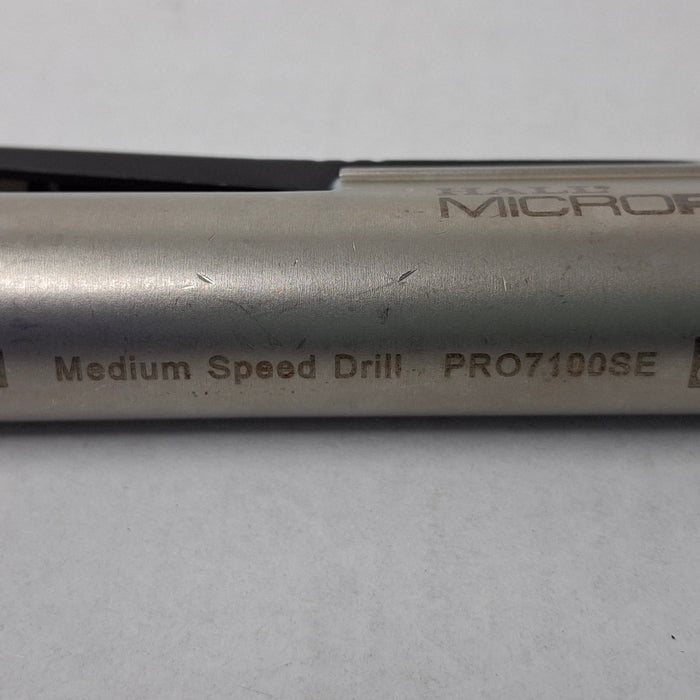 HALL
MICROF
Medium Speed Drill PRO7100SE